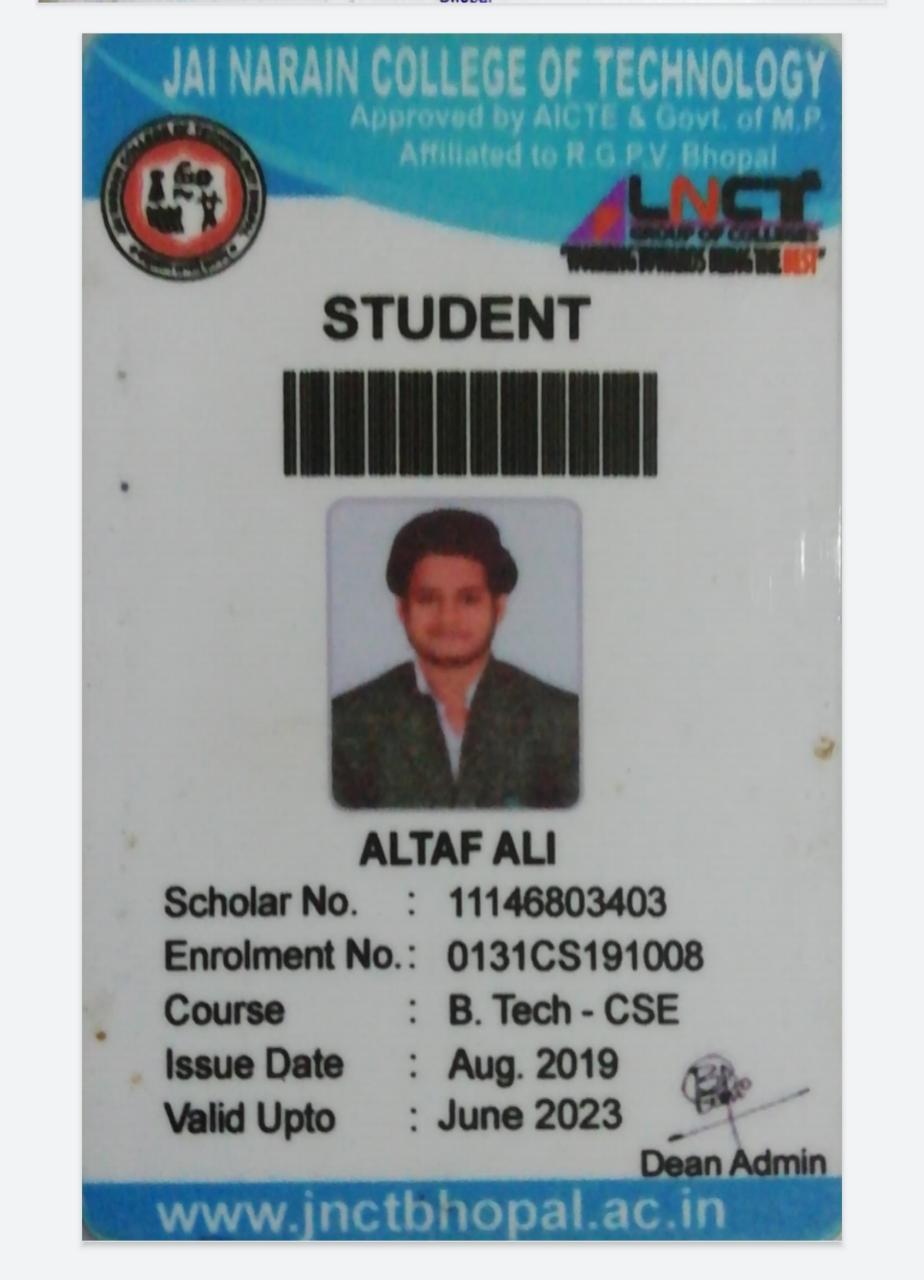 JAI NARAIN COLLEGE OF TECHNOLOGY
Approved by AICTE & Govt. of M.P.
Affiliated to R.G.P.V. Bhopal
LNCT
GROUP OF COLLEGES
"WORKING TOWARDS BEING THE BEST"
STUDENT
ALTAF ALI
Scholar No. : 11146803403
Enrolment No. : 0131CS191008
Course : B. Tech - CSE
Issue Date : Aug. 2019
Valid Upto : June 2023
Dean Admin
www.jnctbhopal.ac.in